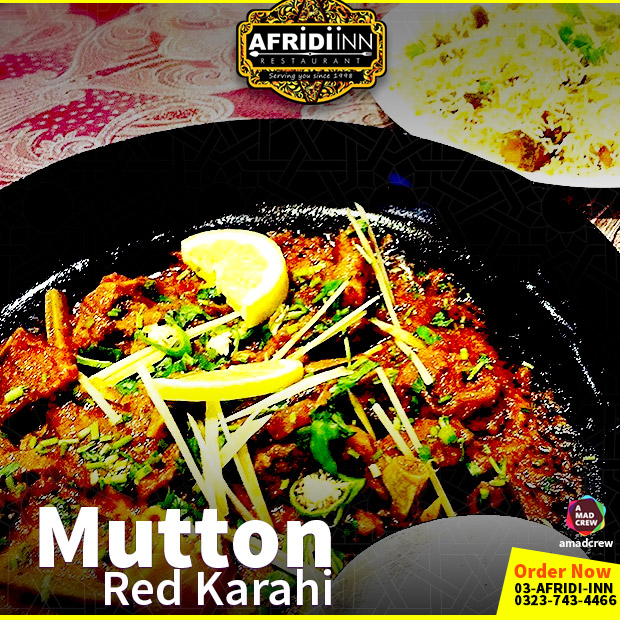 AFRiDi iNN
RESTAURANT
Serving you since 1998
Mutton
Red Karahi
A
MAD
CREW
amadcrew
Order Now
03-AFRIDI-INN
0323-743-4466